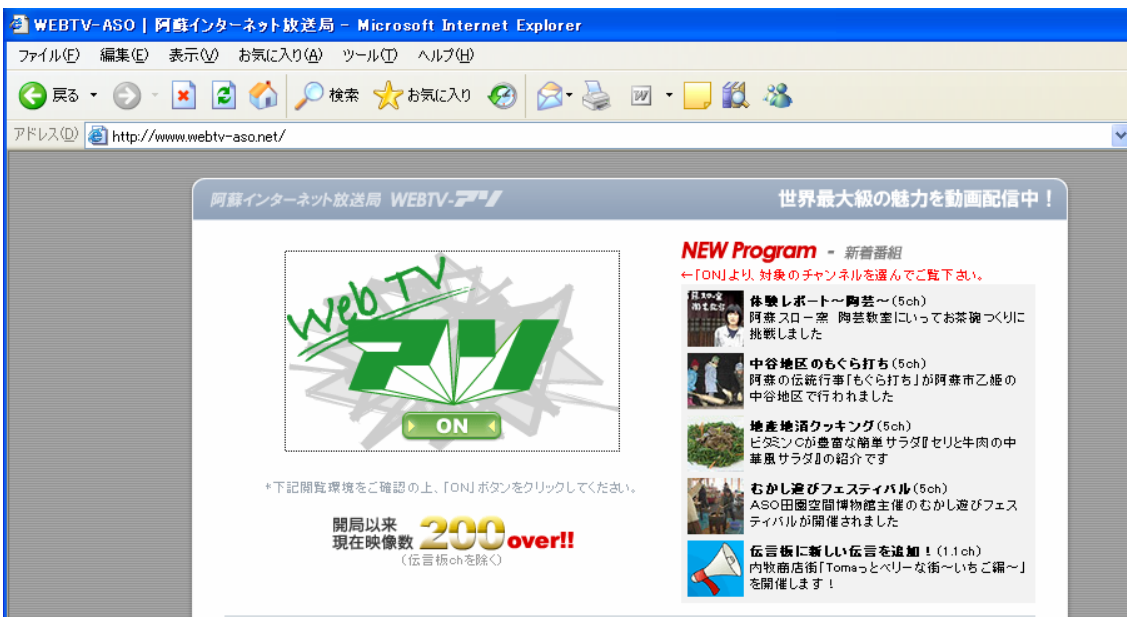 WEBTV-ASO | 阿蘇インターネット放送局 - Microsoft Internet Explorer
ファイル(F) 編集(E) 表示(V) お気に入り(A) ツール(T) ヘルプ(H)
戻る 検索 お気に入り
アドレス(D) http://www.webtv-aso.net/
阿蘇インターネット放送局 WEBTV-アソ 世界最大級の魅力を動画配信中！
Web TV
アソ
ON
*下記閲覧環境をご確認の上、「ON」ボタンをクリックしてください。
開局以来
現在映像数 200 over!!
(伝言板chを除く)
NEW Program - 新着番組
←「ON」より、対象のチャンネルを選んでご覧下さい。
体験レポート～陶芸～(5ch)
阿蘇スロー窯 陶芸教室にいってお茶碗つくりに
挑戦しました
中谷地区のもぐら打ち(5ch)
阿蘇の伝統行事「もぐら打ち」が阿蘇市乙姫の
中谷地区で行われました
地産地消クッキング(5ch)
ビタミンCが豊富な簡単サラダ『セリと牛肉の中
華風サラダ』の紹介です
むかし遊びフェスティバル(5ch)
ASO田園空間博物館主催のむかし遊びフェス
ティバルが開催されました
伝言板に新しい伝言を追加！(1.1ch)
内牧商店街「Tomaっとベリーな街～いちご編～」
を開催します！